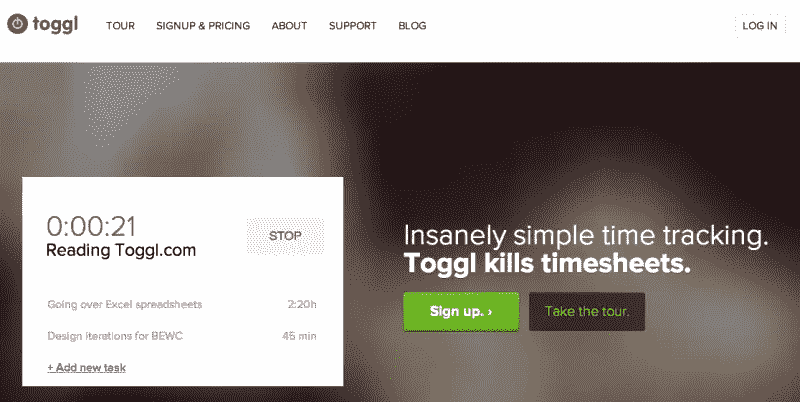 toggl TOUR SIGNUP & PRICING ABOUT SUPPORT BLOG LOG IN
0:00:21
Reading Toggl.com
STOP
Going over Excel spreadsheets 2:20h
Design iterations for BEWC 45 min
+ Add new task
Insanely simple time tracking.
Toggl kills timesheets.
Sign up. ›
Take the tour.